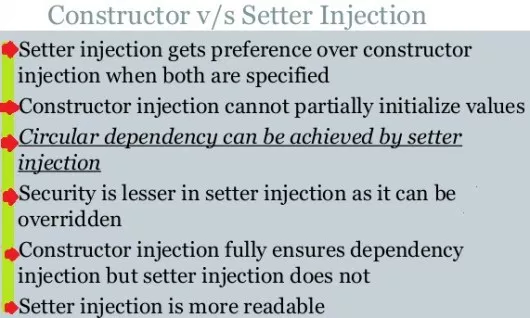 Constructor v/s Setter Injection
Setter injection gets preference over constructor
injection when both are specified
Constructor injection cannot partially initialize values
Circular dependency can be achieved by setter
injection
Security is lesser in setter injection as it can be
overridden
Constructor injection fully ensures dependency
injection but setter injection does not
Setter injection is more readable